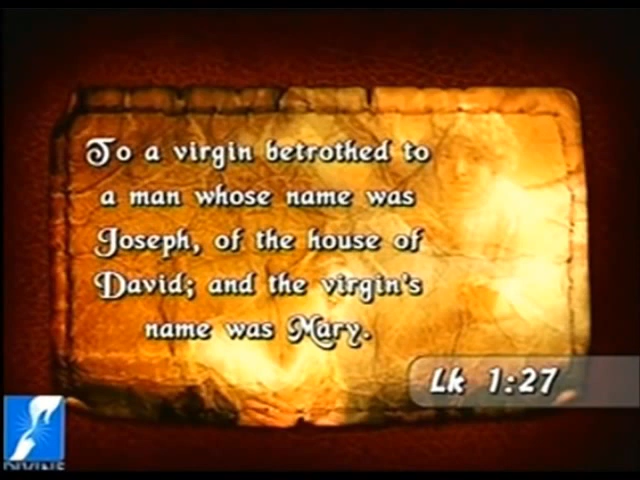 To a virgin betrothed to
a man whose name was
Joseph, of the house of
David; and the virgin's
name was Mary.
Lk 1:27
DIVINE